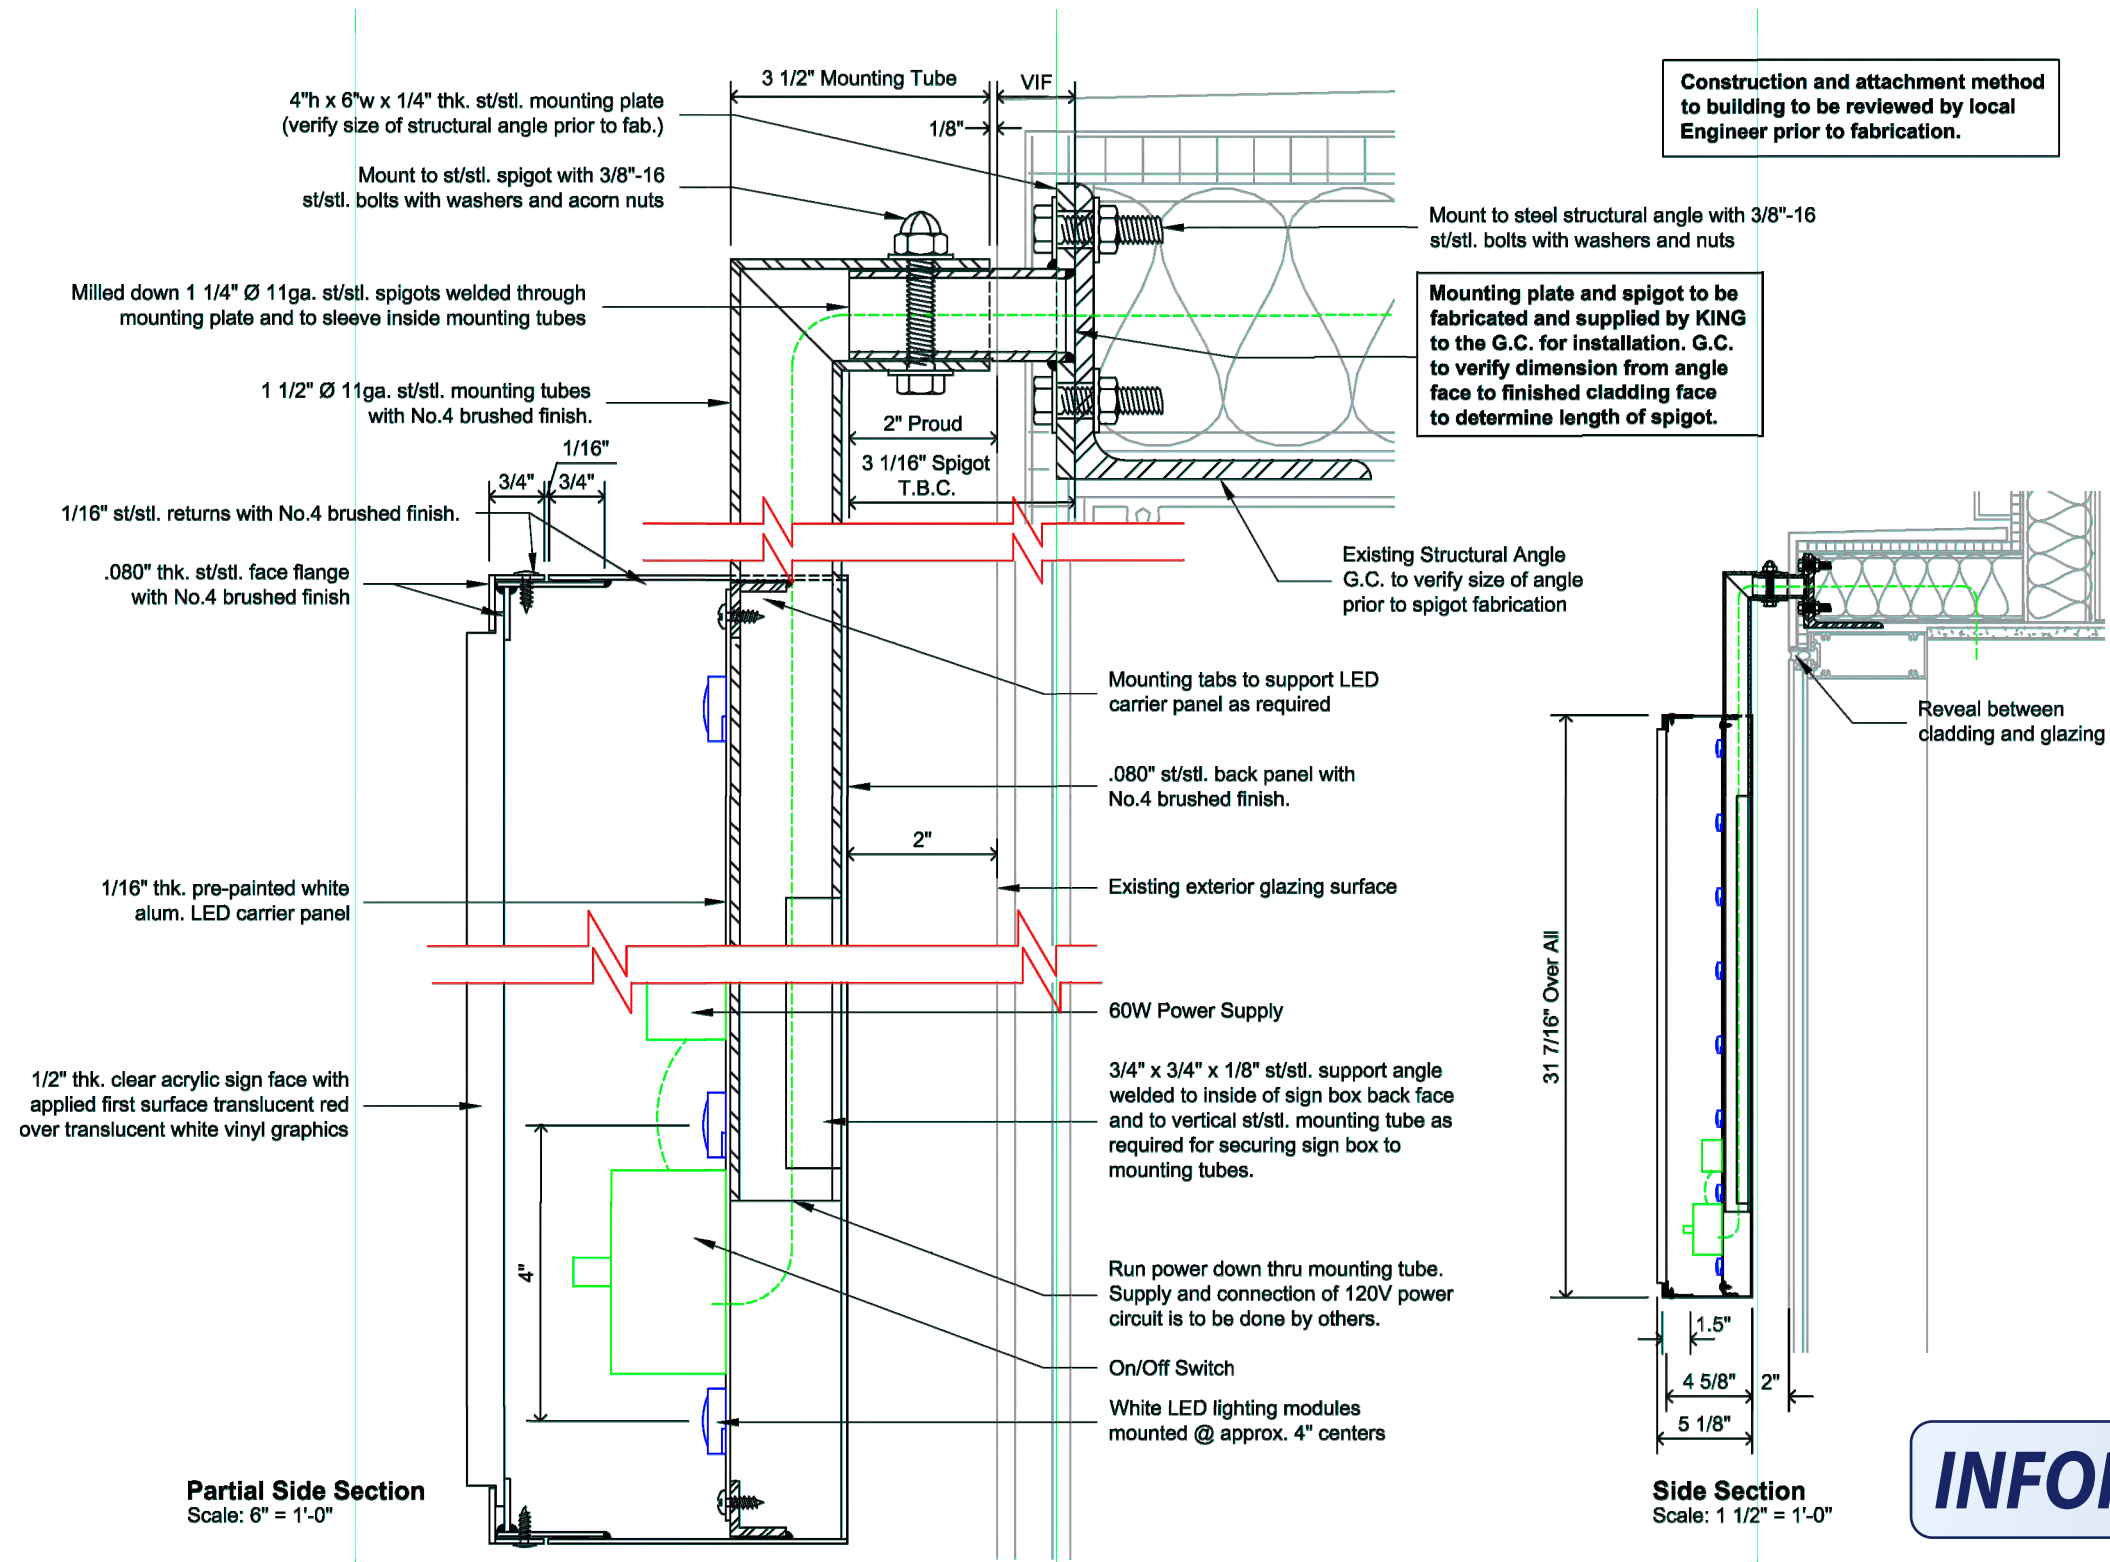 3 1/2" Mounting Tube
VIF
1/8"
4"h x 6"w x 1/4" thk. st/stl. mounting plate
(verify size of structural angle prior to fab.)
Mount to st/stl. spigot with 3/8"-16
st/stl. bolts with washers and acorn nuts
Milled down 1 1/4" Ø 11ga. st/stl. spigots welded through
mounting plate and to sleeve inside mounting tubes
1 1/2" Ø 11ga. st/stl. mounting tubes
with No.4 brushed finish.
1/16"
3/4"
3/4"
1/16" st/stl. returns with No.4 brushed finish.
.080" thk. st/stl. face flange
with No.4 brushed finish
2" Proud
3 1/16" Spigot
T.B.C.
1/16" thk. pre-painted white
alum. LED carrier panel
1/2" thk. clear acrylic sign face with
applied first surface translucent red
over translucent white vinyl graphics
4"
2"
Partial Side Section
Scale: 6" = 1'-0"
Construction and attachment method
to building to be reviewed by local
Engineer prior to fabrication.
Mount to steel structural angle with 3/8"-16
st/stl. bolts with washers and nuts
Mounting plate and spigot to be
fabricated and supplied by KING
to the G.C. for installation. G.C.
to verify dimension from angle
face to finished cladding face
to determine length of spigot.
Existing Structural Angle
G.C. to verify size of angle
prior to spigot fabrication
Mounting tabs to support LED
carrier panel as required
.080" st/stl. back panel with
No.4 brushed finish.
Existing exterior glazing surface
60W Power Supply
3/4" x 3/4" x 1/8" st/stl. support angle
welded to inside of sign box back face
and to vertical st/stl. mounting tube as
required for securing sign box to
mounting tubes.
Run power down thru mounting tube.
Supply and connection of 120V power
circuit is to be done by others.
On/Off Switch
White LED lighting modules
mounted @ approx. 4" centers
Reveal between
cladding and glazing
31 7/16" Over All
1.5"
4 5/8"
2"
5 1/8"
Side Section
Scale: 1 1/2" = 1'-0"
INFO